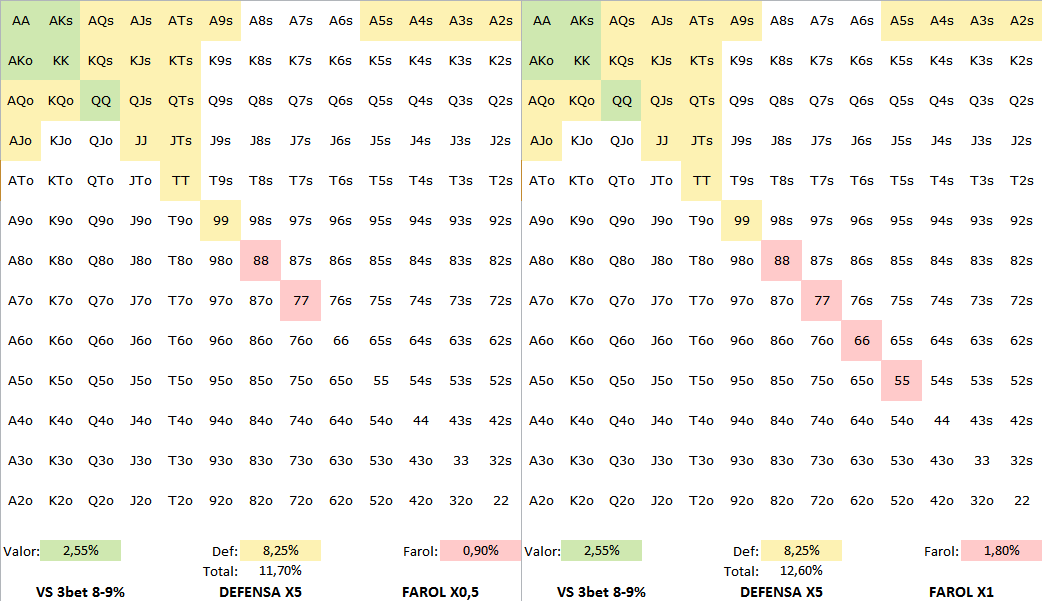 AA AKs AQs AJs ATs A9s A8s A7s A6s A5s A4s A3s A2s AA AKs AQs AJs ATs A9s A8s A7s A6s A5s A4s A3s A2s
AKo KK KQs KJs KTs K9s K8s K7s K6s K5s K4s K3s K2s AKo KK KQs KJs KTs K9s K8s K7s K6s K5s K4s K3s K2s
AQo KQo QQ QJs QTs Q9s Q8s Q7s Q6s Q5s Q4s Q3s Q2s AQo KQo QQ QJs QTs Q9s Q8s Q7s Q6s Q5s Q4s Q3s Q2s
AJo KJo QJo JJ JTs J9s J8s J7s J6s J5s J4s J3s J2s AJo KJo QJo JJ JTs J9s J8s J7s J6s J5s J4s J3s J2s
ATo KTo QTo JTo TT T9s T8s T7s T6s T5s T4s T3s T2s ATo KTo QTo JTo TT T9s T8s T7s T6s T5s T4s T3s T2s
A9o K9o Q9o J9o T9o 99 98s 97s 96s 95s 94s 93s 92s A9o K9o Q9o J9o T9o 99 98s 97s 96s 95s 94s 93s 92s
A8o K8o Q8o J8o T8o 98o 88 87s 86s 85s 84s 83s 82s A8o K8o Q8o J8o T8o 98o 88 87s 86s 85s 84s 83s 82s
A7o K7o Q7o J7o T7o 97o 87o 77 76s 75s 74s 73s 72s A7o K7o Q7o J7o T7o 97o 87o 77 76s 75s 74s 73s 72s
A6o K6o Q6o J6o T6o 96o 86o 76o 66 65s 64s 63s 62s A6o K6o Q6o J6o T6o 96o 86o 76o 66 65s 64s 63s 62s
A5o K5o Q5o J5o T5o 95o 85o 75o 65o 55 54s 53s 52s A5o K5o Q5o J5o T5o 95o 85o 75o 65o 55 54s 53s 52s
A4o K4o Q4o J4o T4o 94o 84o 74o 64o 54o 44 43s 42s A4o K4o Q4o J4o T4o 94o 84o 74o 64o 54o 44 43s 42s
A3o K3o Q3o J3o T3o 93o 83o 73o 63o 53o 43o 33 32s A3o K3o Q3o J3o T3o 93o 83o 73o 63o 53o 43o 33 32s
A2o K2o Q2o J2o T2o 92o 82o 72o 62o 52o 42o 32o 22 A2o K2o Q2o J2o T2o 92o 82o 72o 62o 52o 42o 32o 22
Valor: 2,55% Def: 8,25% Farol: 0,90% Valor: 2,55% Def: 8,25% Farol: 1,80%
Total: 11,70% Total: 12,60%
VS 3bet 8-9% DEFENSA X5 FAROL X0,5 VS 3bet 8-9% DEFENSA X5 FAROL X1